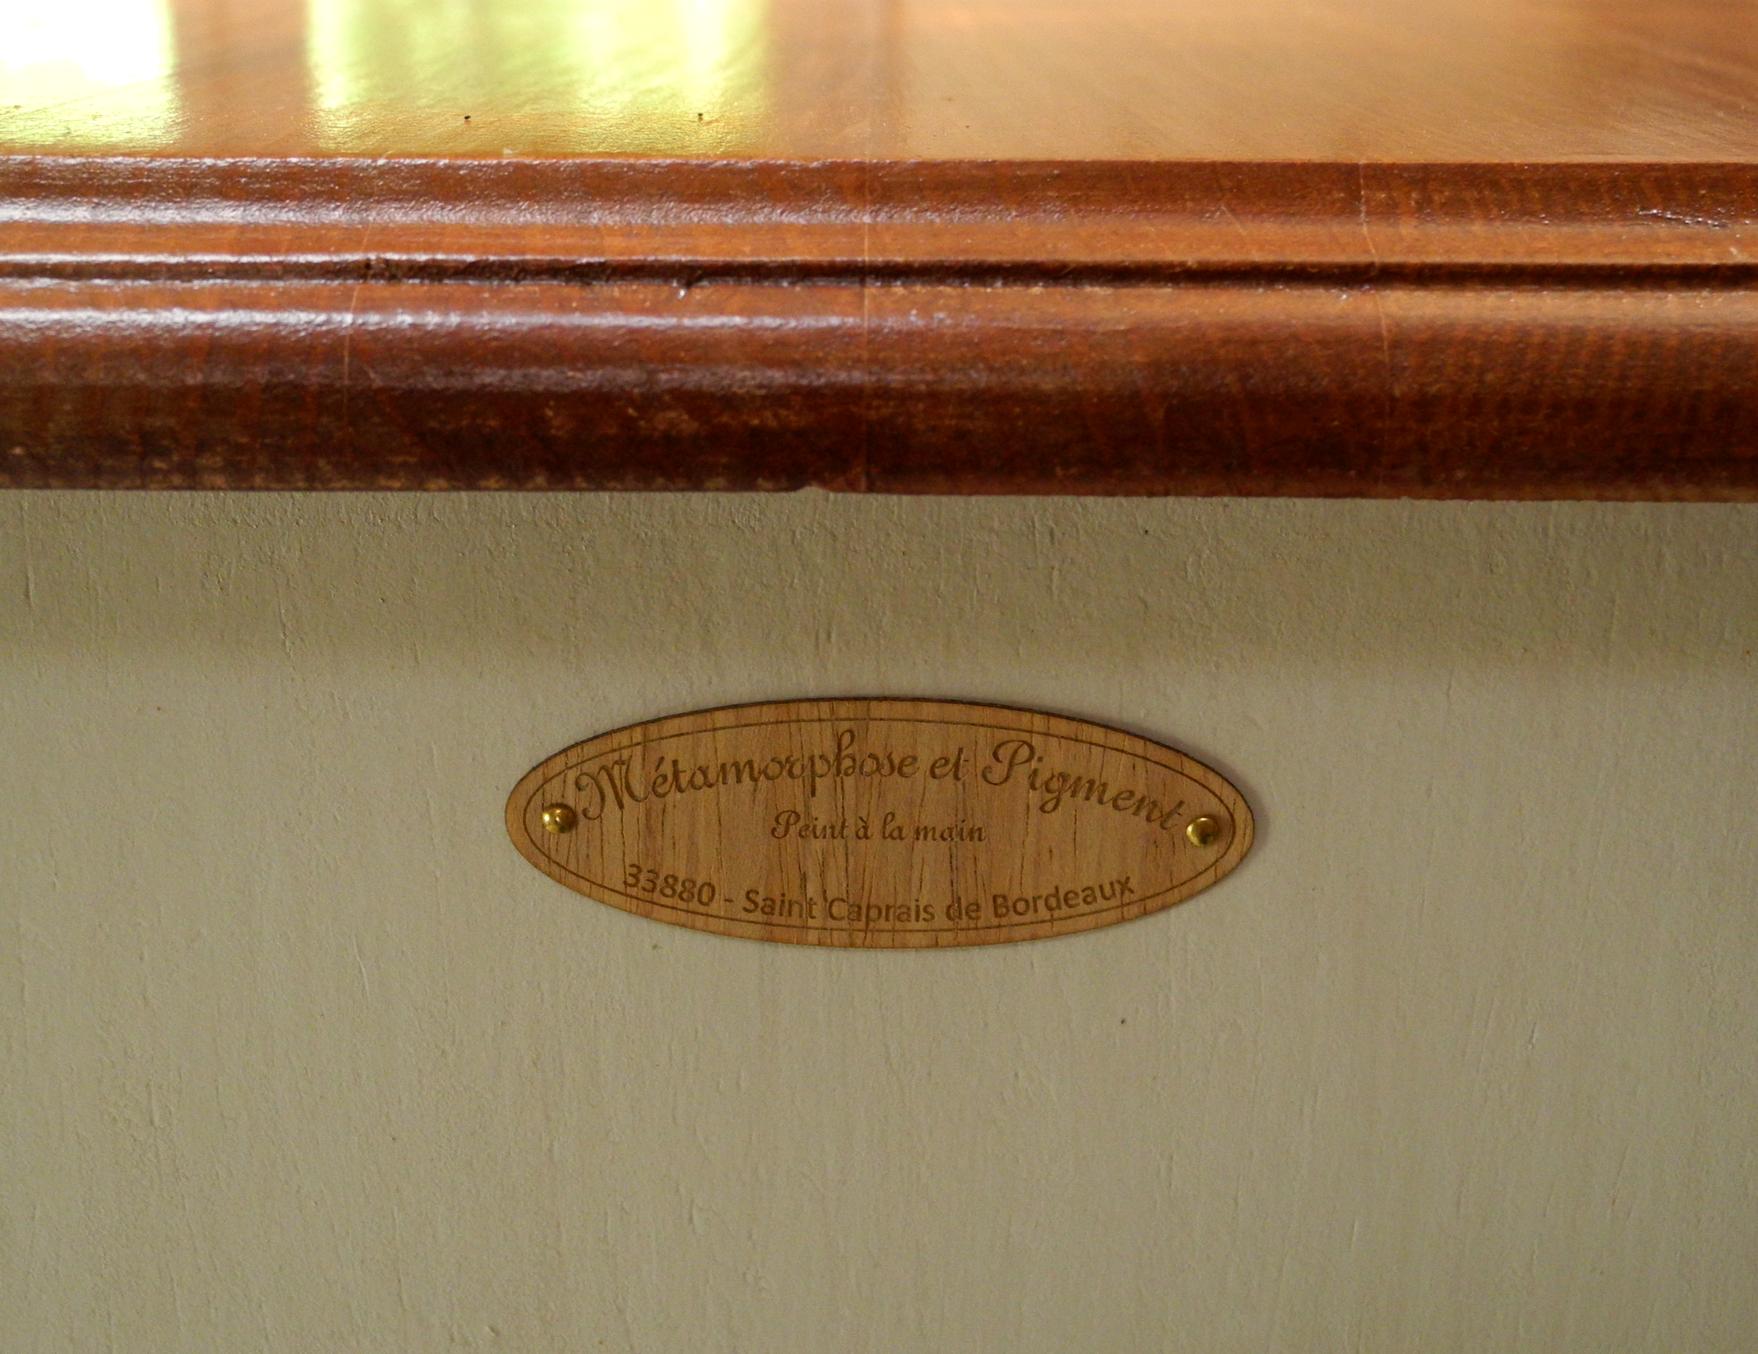 Métamorphose et Pigment
Peint à la main
33880 - Saint Caprais de Bordeaux